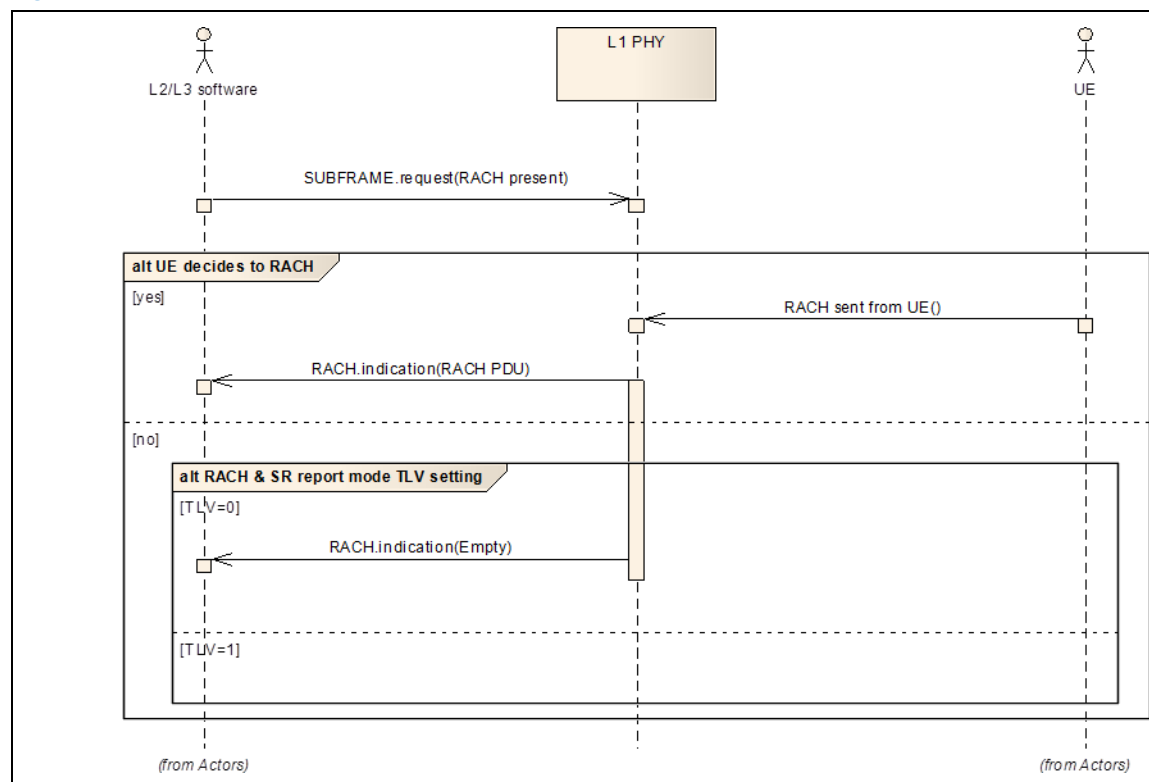 L1 PHY
L2/L3 software
UE
SUBFRAME.request(RACH present)
alt UE decides to RACH
[yes]
RACH sent from UE()
RACH.indication(RACH PDU)
[no]
alt RACH & SR report mode TLV setting
[TLV=0]
RACH.indication(Empty)
[TLV=1]
(from Actors)
(from Actors)